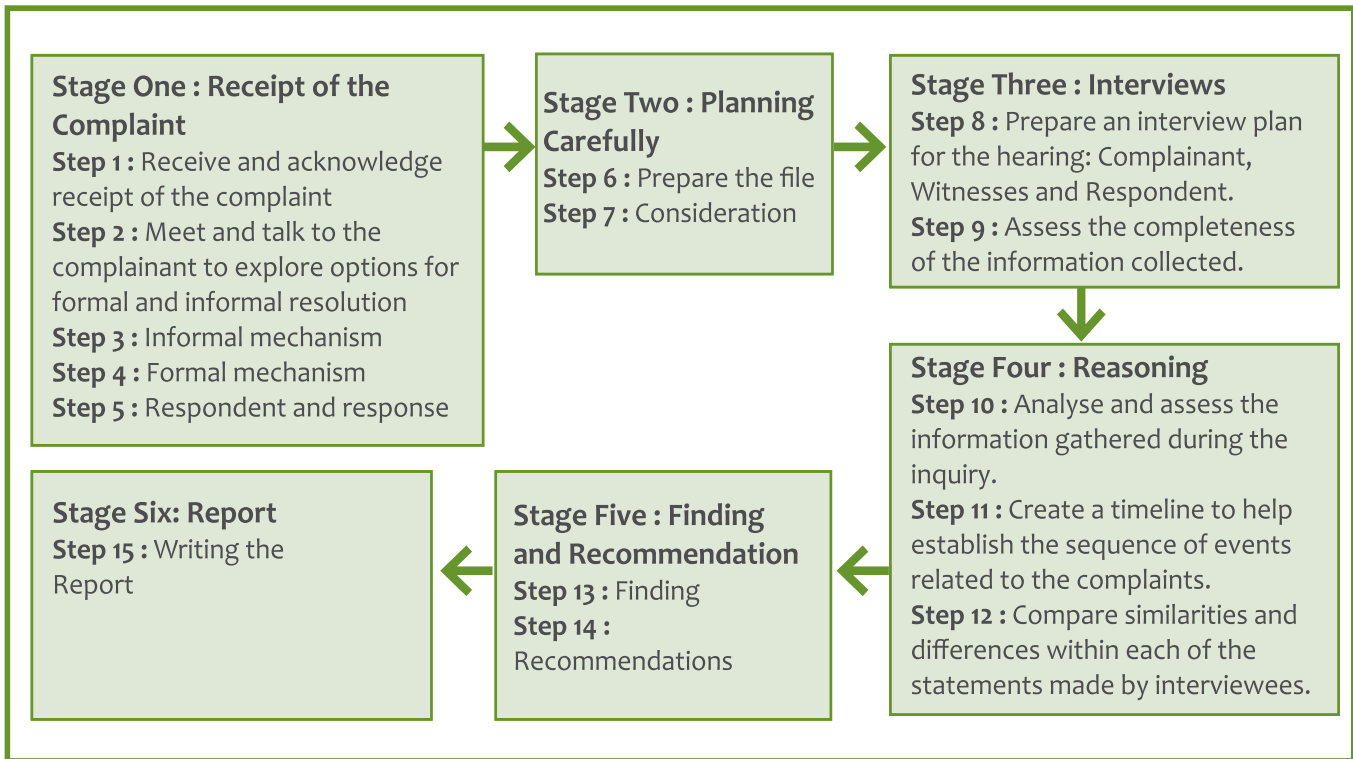 Stage One : Receipt of the
Complaint
Step 1 : Receive and acknowledge
receipt of the complaint
Step 2 : Meet and talk to the
complainant to explore options for
formal and informal resolution
Step 3 : Informal mechanism
Step 4 : Formal mechanism
Step 5 : Respondent and response
Stage Two : Planning
Carefully
Step 6 : Prepare the file
Step 7 : Consideration
Stage Three : Interviews
Step 8 : Prepare an interview plan
for the hearing: Complainant,
Witnesses and Respondent.
Step 9 : Assess the completeness
of the information collected.
Stage Four : Reasoning
Step 10 : Analyse and assess the
information gathered during the
inquiry.
Step 11 : Create a timeline to help
establish the sequence of events
related to the complaints.
Step 12 : Compare similarities and
differences within each of the
statements made by interviewees.
Stage Five : Finding
and Recommendation
Step 13 : Finding
Step 14 :
Recommendations
Stage Six: Report
Step 15 : Writing the
Report